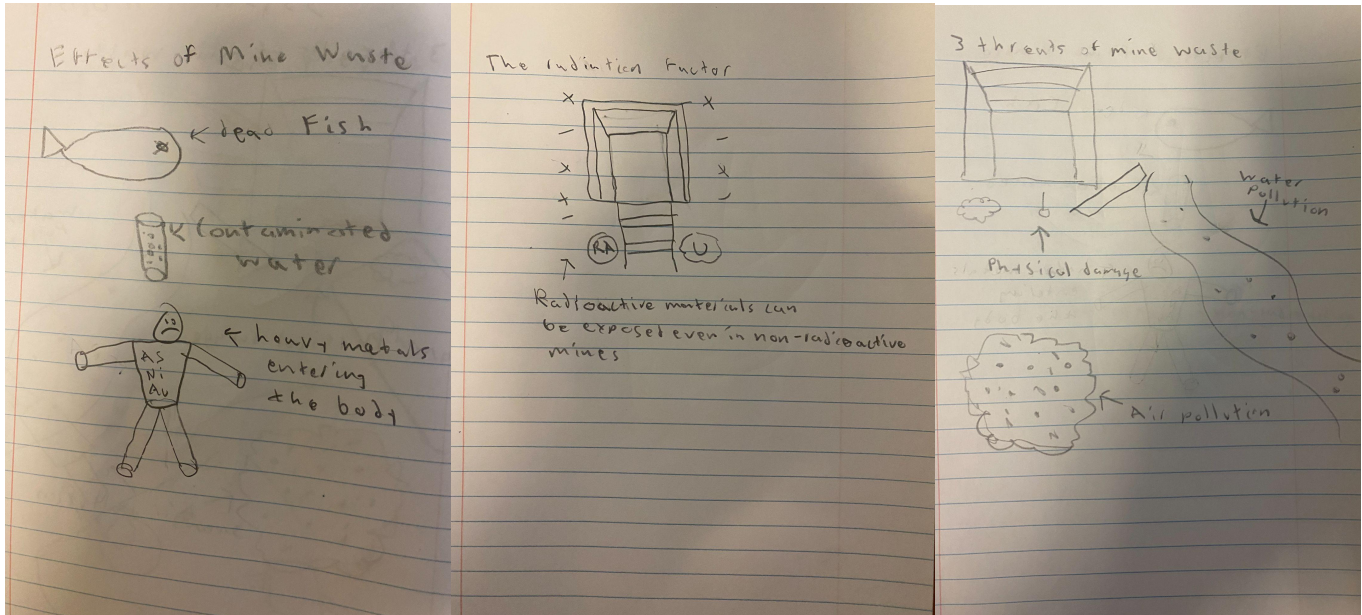 Effects of Mine Waste
dead Fish
Contaminated
water
heavy metals
entering
the body
AS
Ni
Au
The radiation Factor
RA
U
Radioactive materials can
be exposed even in non-radioactive
mines
3 threats of mine waste
Water
Pollution
Physical damage
Air pollution